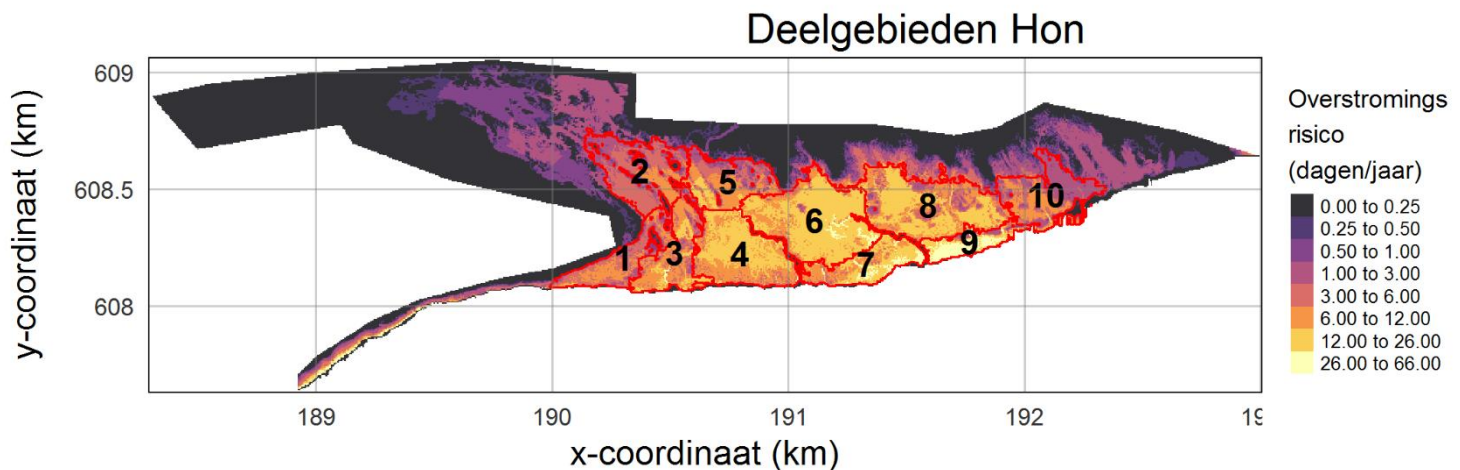 Deelgebieden Hon
609
608.5
608
y-coordinaat (km)
1
2
3
4
5
6
7
8
9
10
189
190
191
192
19
x-coordinaat (km)
Overstromings
risico
(dagen/jaar)
0.00 to 0.25
0.25 to 0.50
0.50 to 1.00
1.00 to 3.00
3.00 to 6.00
6.00 to 12.00
12.00 to 26.00
26.00 to 66.00